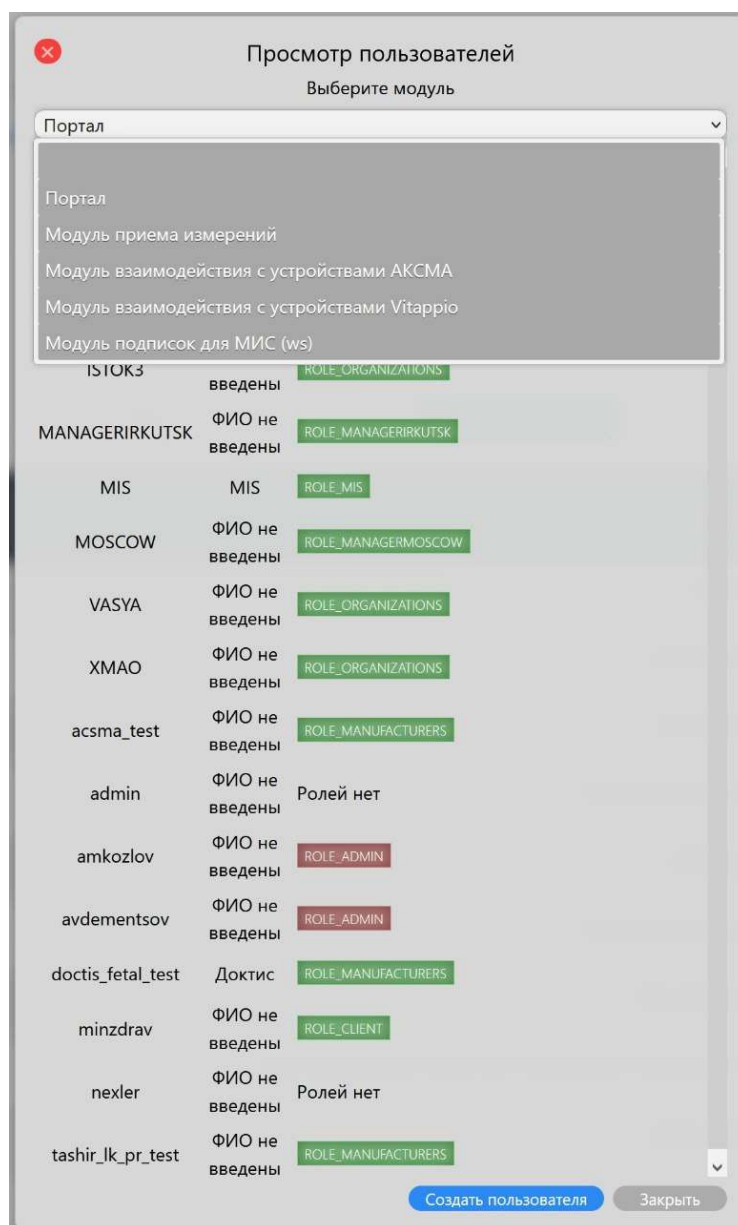 Просмотр пользователей
Выберите модуль
Портал
Портал
Модуль приема измерений
Модуль взаимодействия с устройствами АКСМА
Модуль взаимодействия с устройствами Vitappio
Модуль подписок для МИС (ws)
ISTOK3 введены ROLE_ORGANIZATIONS
ФИО не
MANAGERIRKUTSK ROLE_MANAGERIRKUTSK
введены
MIS MIS ROLE_MIS
ФИО не
MOSCOW ROLE_MANAGERMOSCOW
введены
ФИО не
VASYA ROLE_ORGANIZATIONS
введены
ФИО не
XMAO ROLE_ORGANIZATIONS
введены
ФИО не
acsma_test ROLE_MANUFACTURERS
введены
ФИО не
admin Ролей нет
введены
ФИО не
amkozlov ROLE_ADMIN
введены
ФИО не
avdementsov ROLE_ADMIN
введены
doctis_fetal_test Доктис ROLE_MANUFACTURERS
ФИО не
minzdrav ROLE_CLIENT
введены
ФИО не
nexler Ролей нет
введены
ФИО не
tashir_lk_pr_test ROLE_MANUFACTURERS
введены
Создать пользователя Закрыть